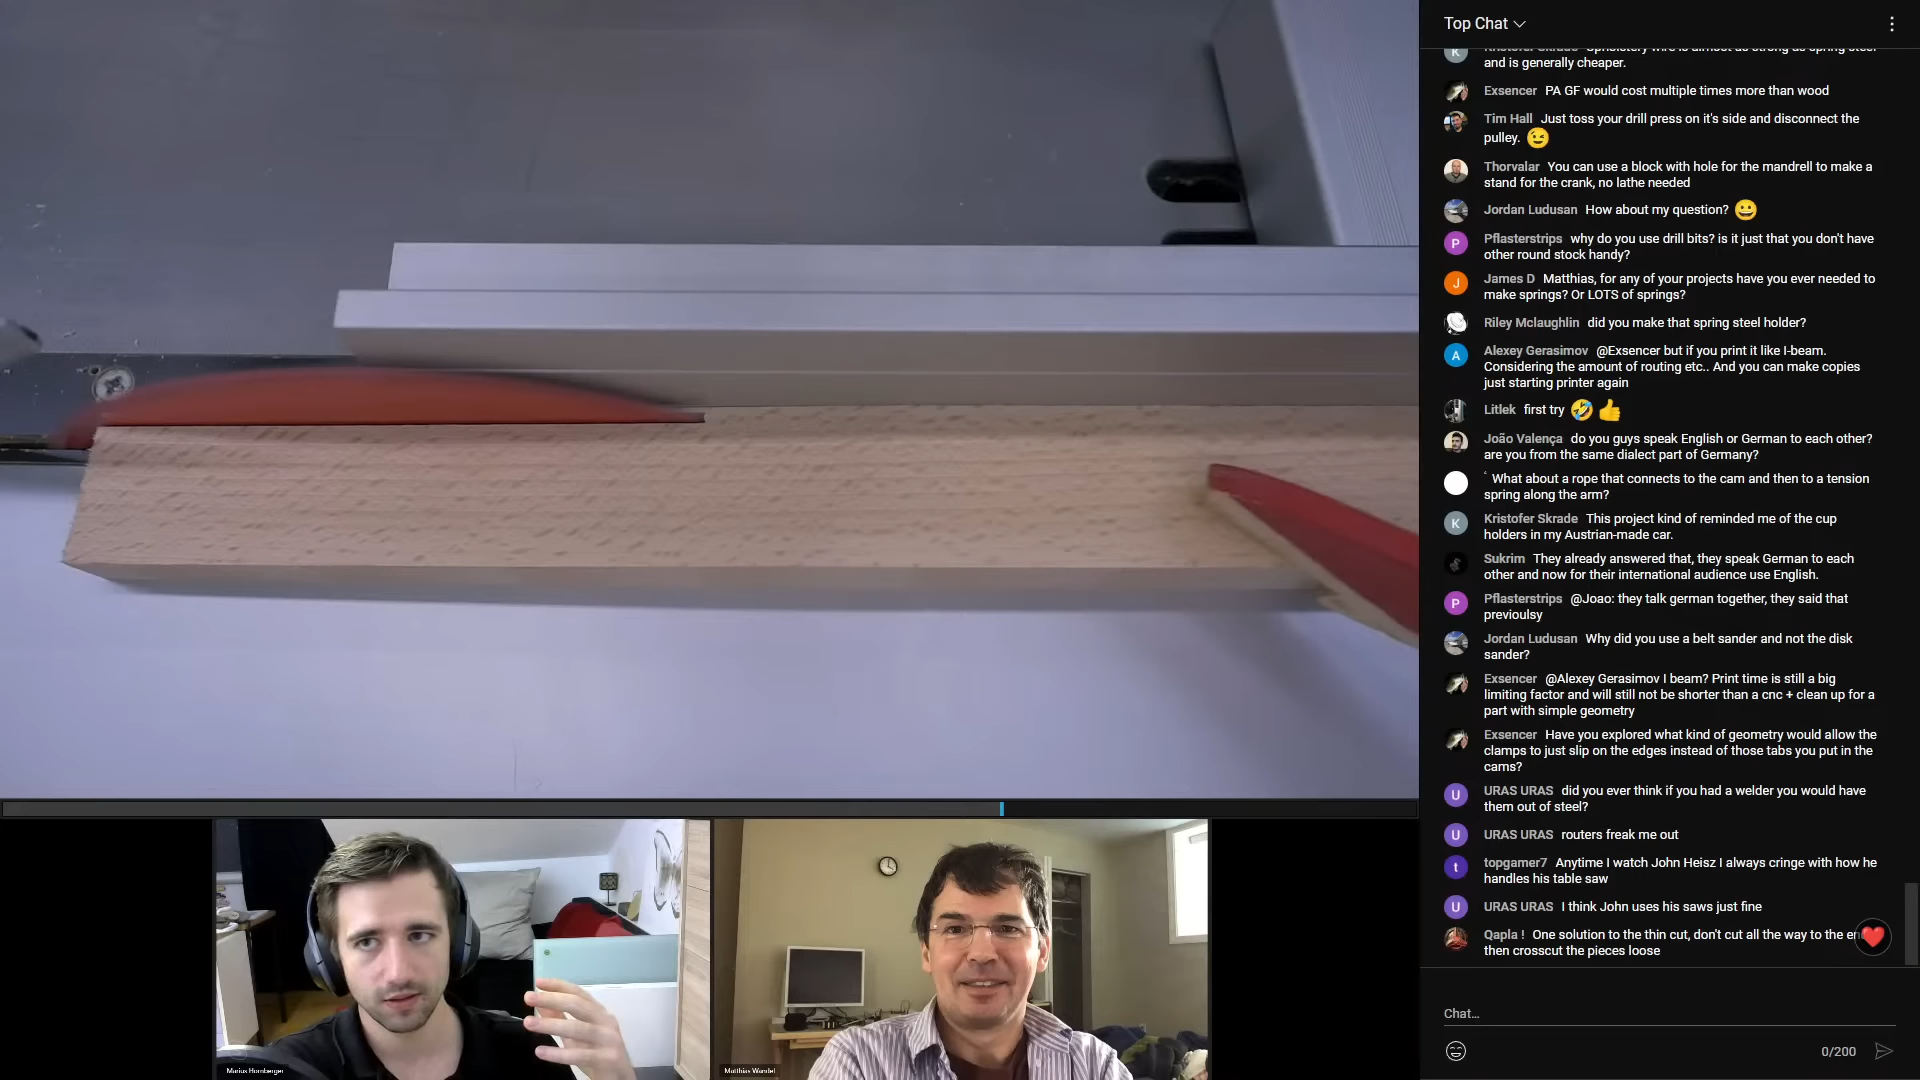 Top Chat
and is generally cheaper.
Exsencer PA GF would cost multiple times more than wood
Tim Hall Just toss your drill press on it's side and disconnect the
pulley. 😉
Thorvalar You can use a block with hole for the mandrell to make a
stand for the crank, no lathe needed
Jordan Ludusan How about my question? 😀
P Pflasterstrips why do you use drill bits? is it just that you don't have
other round stock handy?
J James D Matthias, for any of your projects have you ever needed to
make springs? Or LOTS of springs?
Riley Mclaughlin did you make that spring steel holder?
A Alexey Gerasimov @Exsencer but if you print it like I-beam.
Considering the amount of routing etc.. And you can make copies
just starting printer again
Litlek first try 🤣👍
João Valença do you guys speak English or German to each other?
are you from the same dialect part of Germany?
What about a rope that connects to the cam and then to a tension
spring along the arm?
K Kristofer Skrade This project kind of reminded me of the cup
holders in my Austrian-made car.
Sukrim They already answered that, they speak German to each
other and now for their international audience use English.
P Pflasterstrips @Joao: they talk german together, they said that
previoulsy
Jordan Ludusan Why did you use a belt sander and not the disk
sander?
Exsencer @Alexey Gerasimov I beam? Print time is still a big
limiting factor and will still not be shorter than a cnc + clean up for a
part with simple geometry
Exsencer Have you explored what kind of geometry would allow the
clamps to just slip on the edges instead of those tabs you put in the
cams?
U URAS URAS did you ever think if you had a welder you would have
them out of steel?
U URAS URAS routers freak me out
t topgamer7 Anytime I watch John Heisz I always cringe with how he
handles his table saw
U URAS URAS I think John uses his saws just fine
Qapla ! One solution to the thin cut, don't cut all the way to the
then crosscut the pieces loose
Chat...
0/200
Marius Hornberger
Matthias Wandel